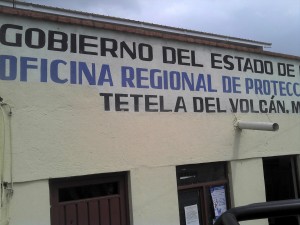 GOBIERNO DEL ESTADO DE
OFICINA REGIONAL DE PROTECC
TETELA DEL VOLCÁN. M